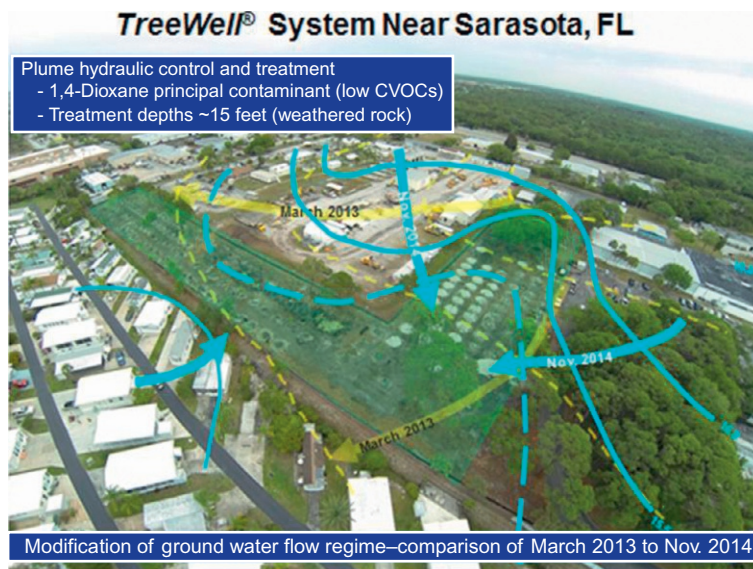 TreeWell® System Near Sarasota, FL
Plume hydraulic control and treatment
- 1,4-Dioxane principal contaminant (low CVOCs)
- Treatment depths ~15 feet (weathered rock)
March 2013
Nov. 2014
Nov. 2014
March 2013
Modification of ground water flow regime–comparison of March 2013 to Nov. 2014